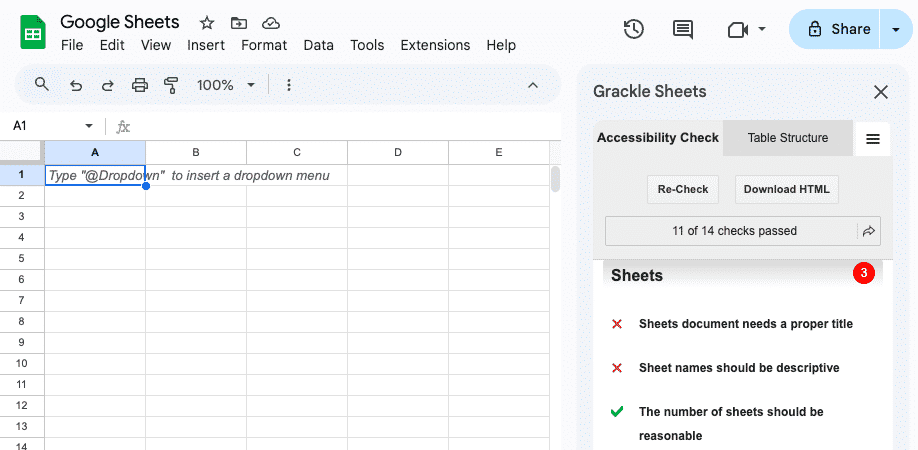 Google Sheets
File Edit View Insert Format Data Tools Extensions Help
Share
100%
A1
fx
A B C D E
1 Type "@Dropdown" to insert a dropdown menu
2
3
4
5
6
7
8
9
10
11
12
13
14
Grackle Sheets
Accessibility Check Table Structure
Re-Check Download HTML
11 of 14 checks passed
Sheets 3
Sheets document needs a proper title
Sheet names should be descriptive
The number of sheets should be
reasonable